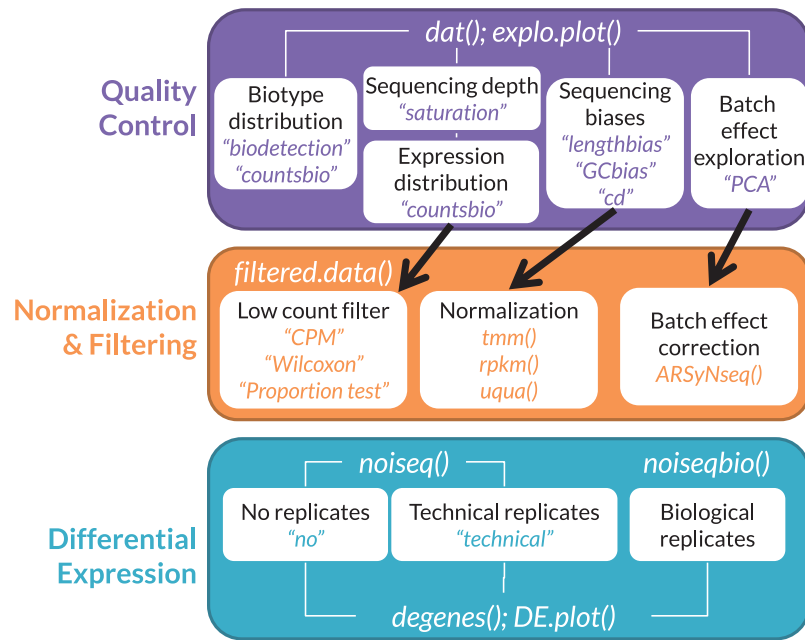 dat(); explo.plot()
Quality
Control
Biotype
distribution
“biodetection”
“countsbio”
Sequencing depth
“saturation”
Expression
distribution
“countsbio”
Sequencing
biases
“lengthbias”
“GCbias”
“cd”
Batch
effect
exploration
“PCA”
Normalization
& Filtering
filtered.data()
Low count filter
“CPM”
“Wilcoxon”
“Proportion test”
Normalization
tmm()
rpkm()
uqua()
Batch effect
correction
ARSyNseq()
Differential
Expression
noiseq()
noiseqbio()
No replicates
“no”
Technical replicates
“technical”
Biological
replicates
degenes(); DE.plot()